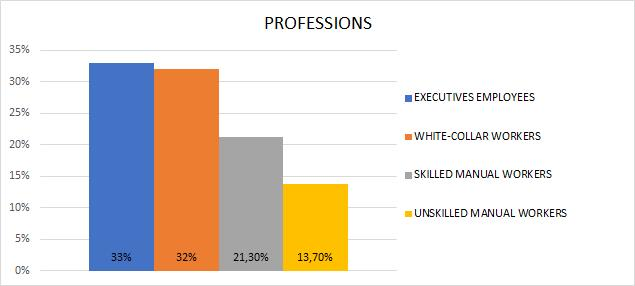 PROFESSIONS
35%
30%
25%
20%
15%
10%
5%
0%
33%
32%
21,30%
13,70%
EXECUTIVES EMPLOYEES
WHITE-COLLAR WORKERS
SKILLED MANUAL WORKERS
UNSKILLED MANUAL WORKERS